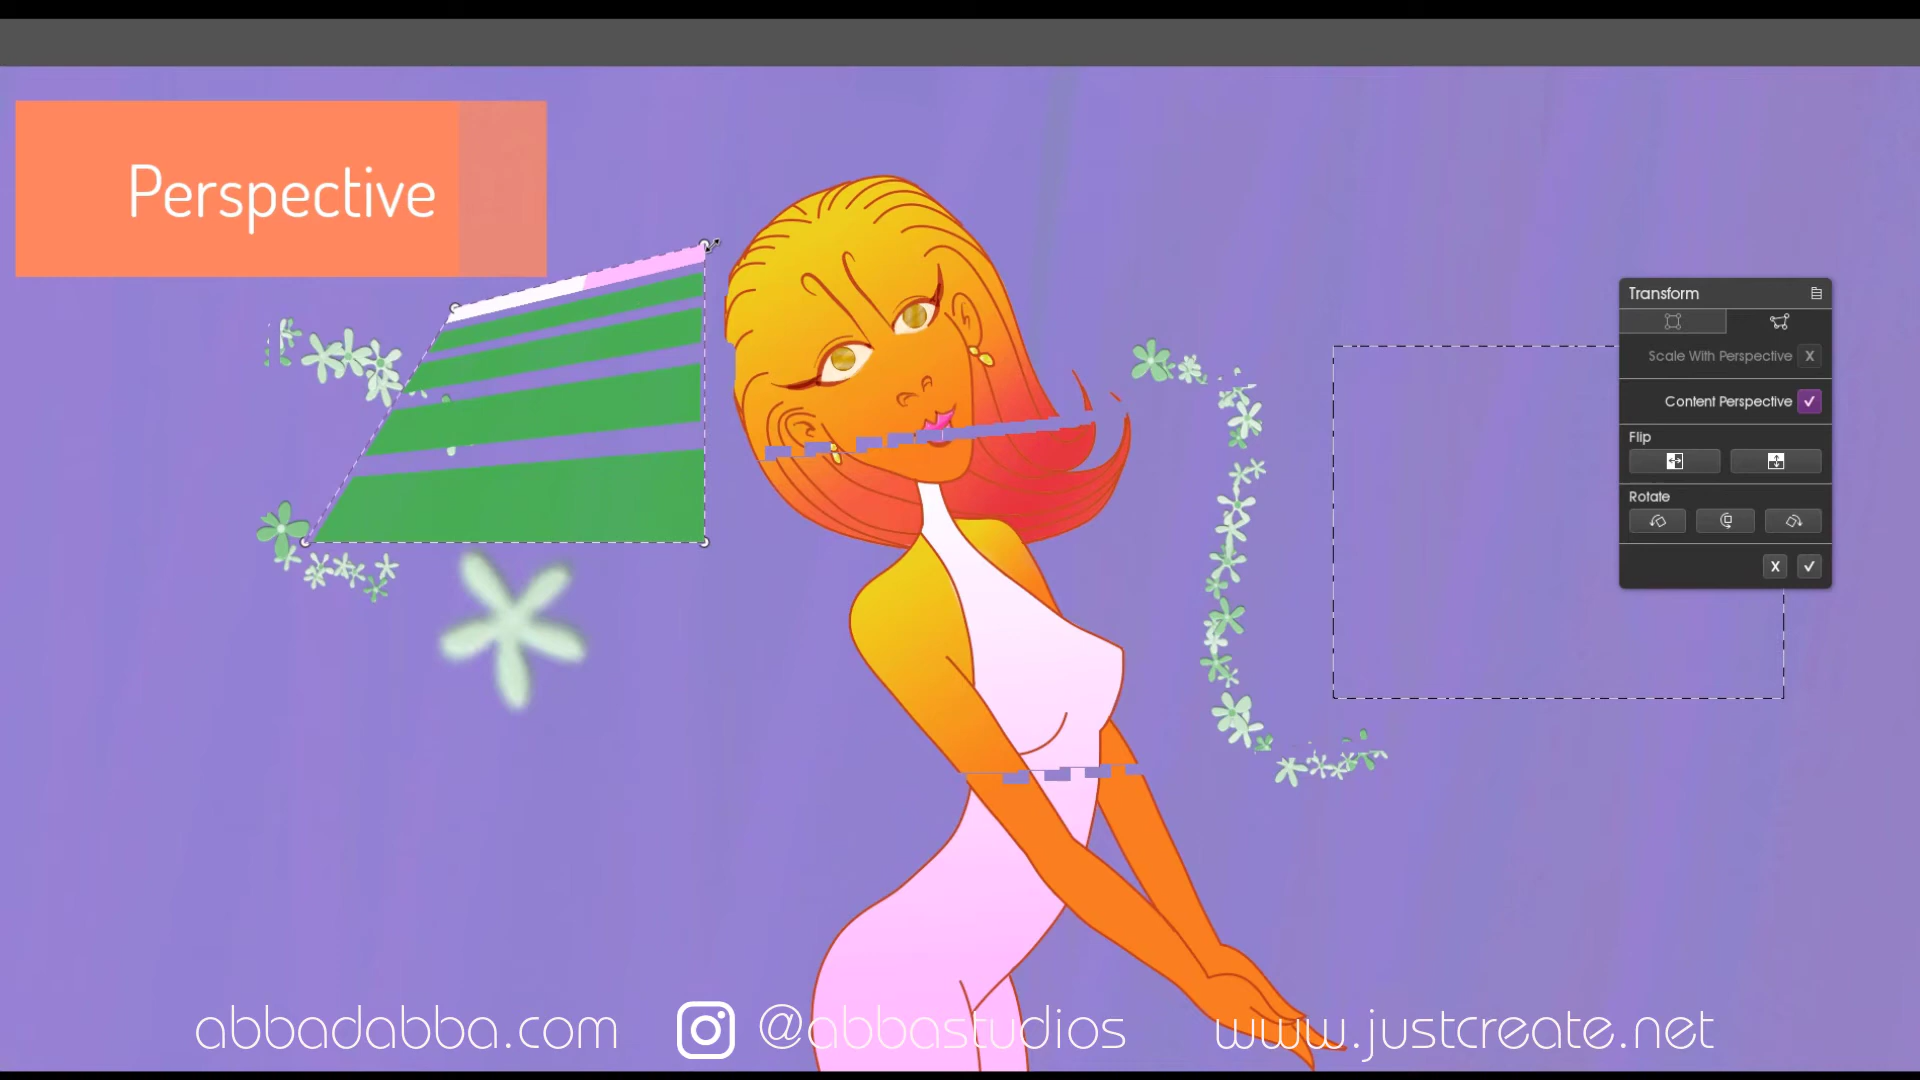 Perspective
Transform
Scale With Perspective X
Content Perspective
Flip
Rotate
X
abbadabba.com @abbastudios www.justcreate.net